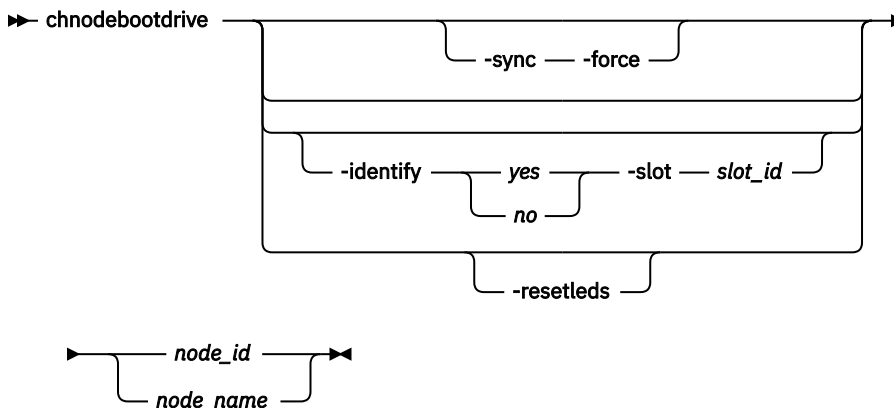 chnodebootdrive
-sync -force
-identify yes -slot slot_id
no
-resetleds
node_id
node_name